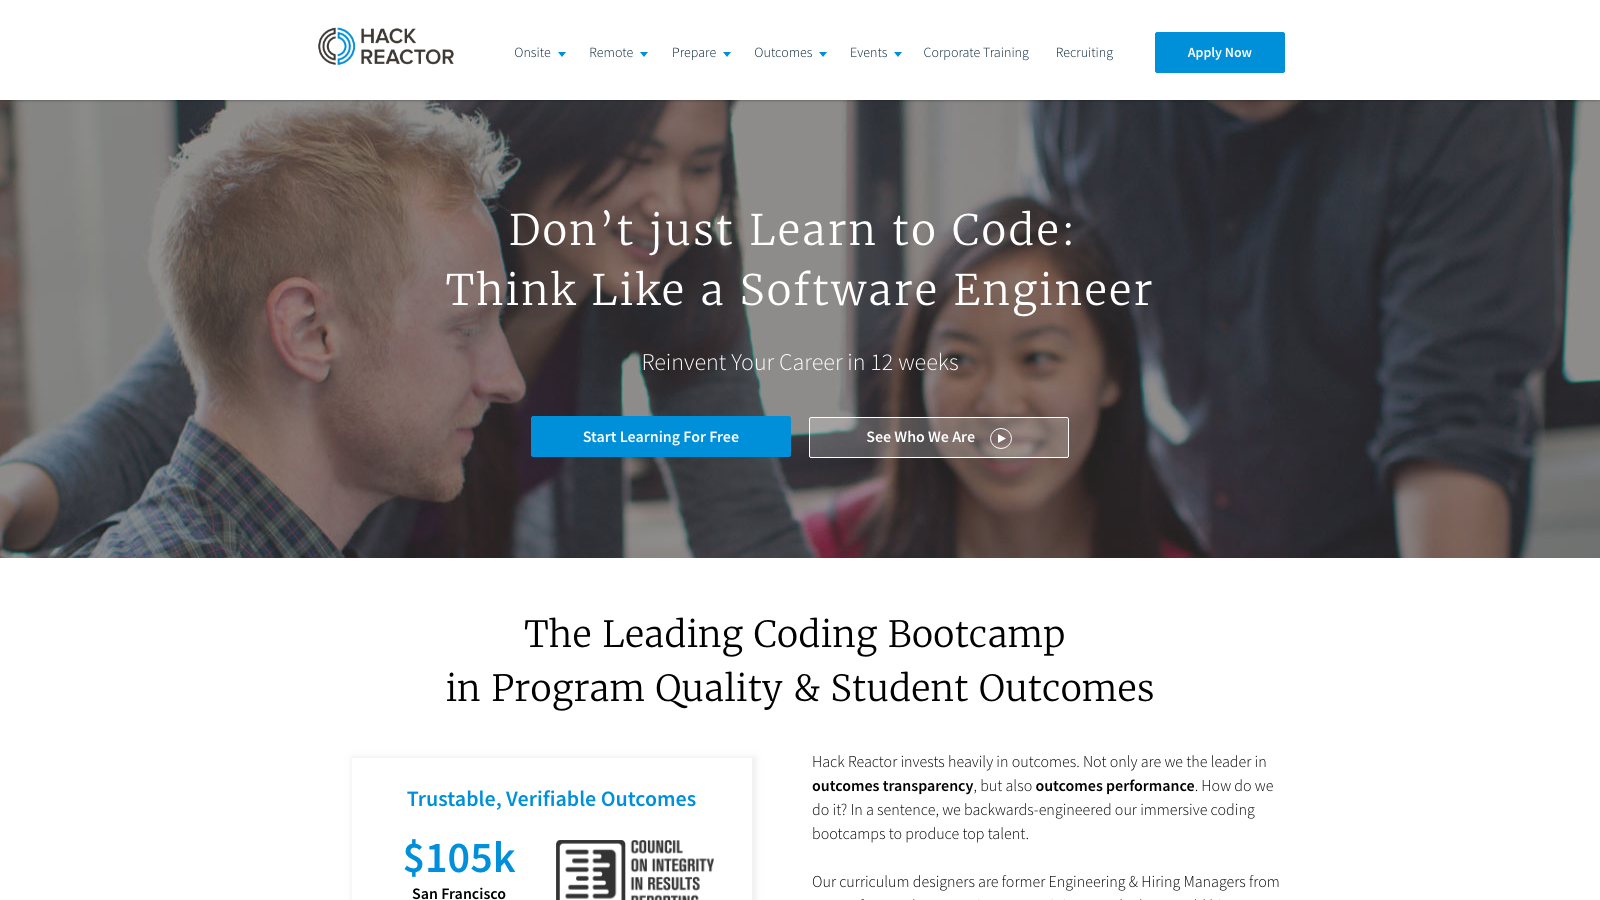 HACK
REACTOR
Onsite
Remote
Prepare
Outcomes
Events
Corporate Training
Recruiting
Apply Now
Don’t just Learn to Code:
Think Like a Software Engineer
Reinvent Your Career in 12 weeks
Start Learning For Free
See Who We Are
The Leading Coding Bootcamp
in Program Quality & Student Outcomes
Trustable, Verifiable Outcomes
$105k
San Francisco
COUNCIL
ON INTEGRITY
IN RESULTS
REPORTING
Hack Reactor invests heavily in outcomes. Not only are we the leader in
outcomes transparency, but also outcomes performance. How do we
do it? In a sentence, we backwards-engineered our immersive coding
bootcamps to produce top talent.
Our curriculum designers are former Engineering & Hiring Managers from